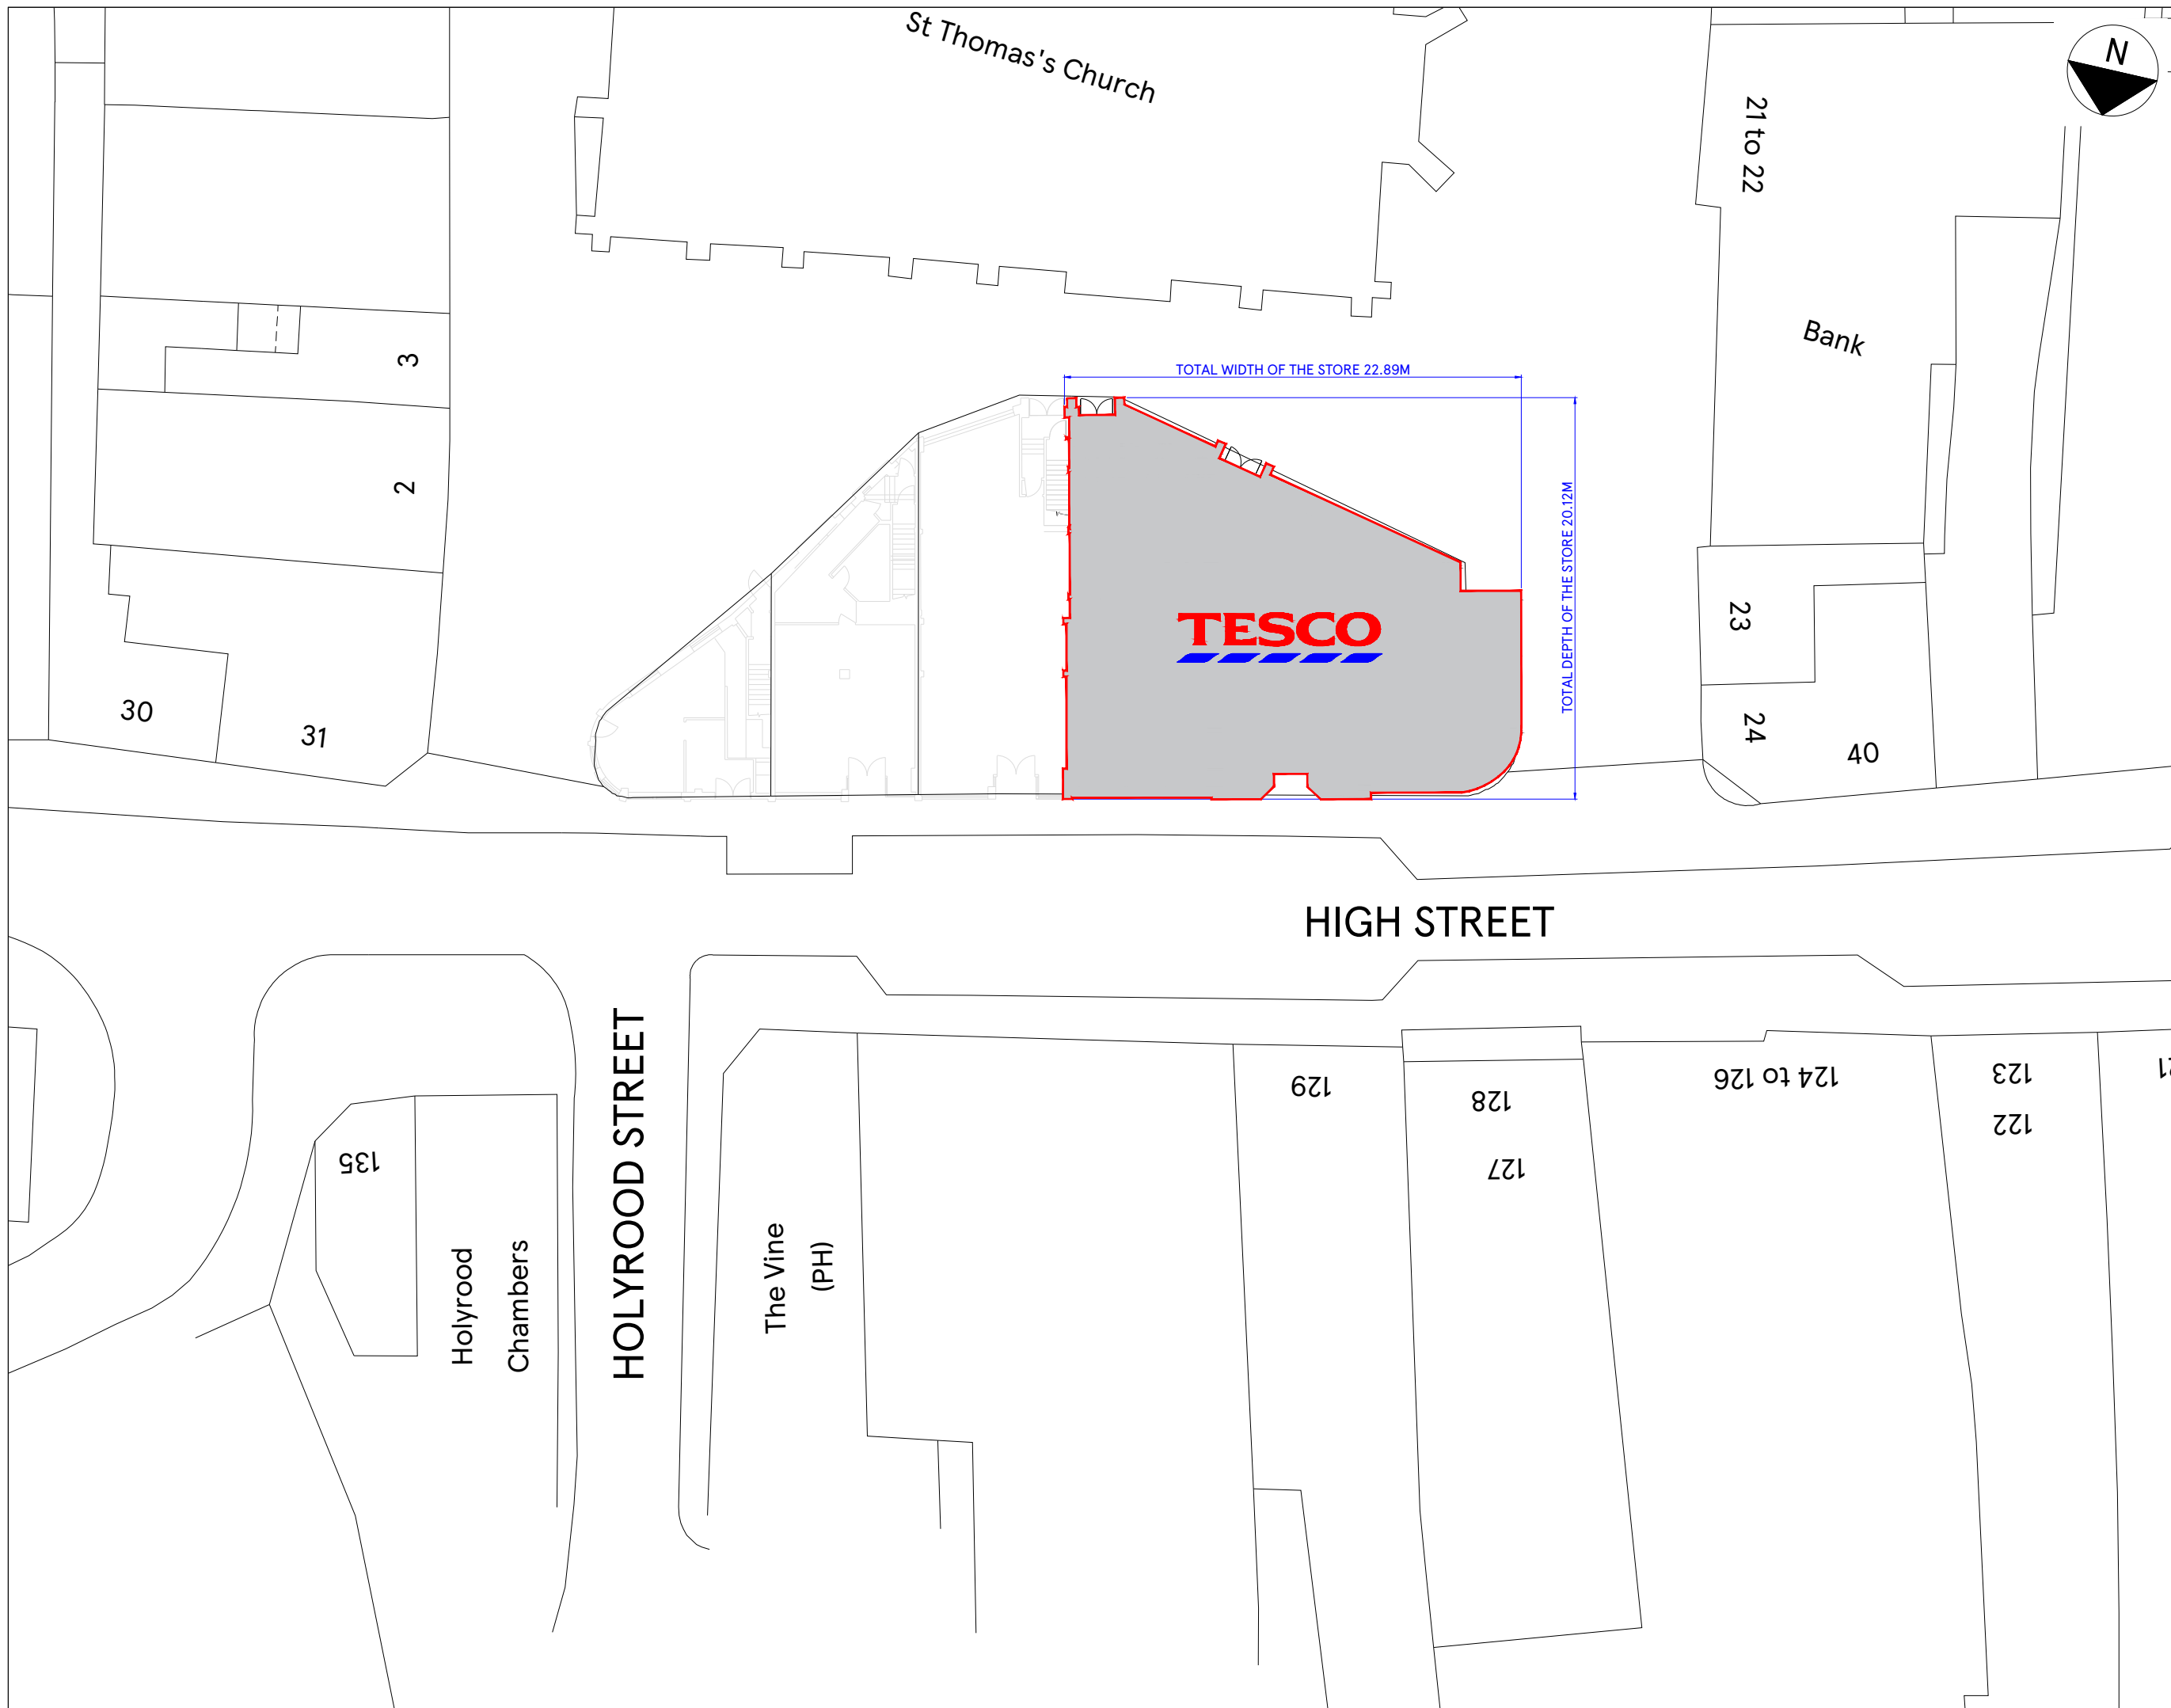 St Thomas's Church
N
21 to 22
Bank
3
TOTAL WIDTH OF THE STORE 22.89M
2
TOTAL DEPTH OF THE STORE 20.12M
TESCO
23
30
31
24
40
HIGH STREET
HOLYROOD STREET
129
128
127
124 to 126
123
122
135
Holyrood
Chambers
The Vine
(PH)